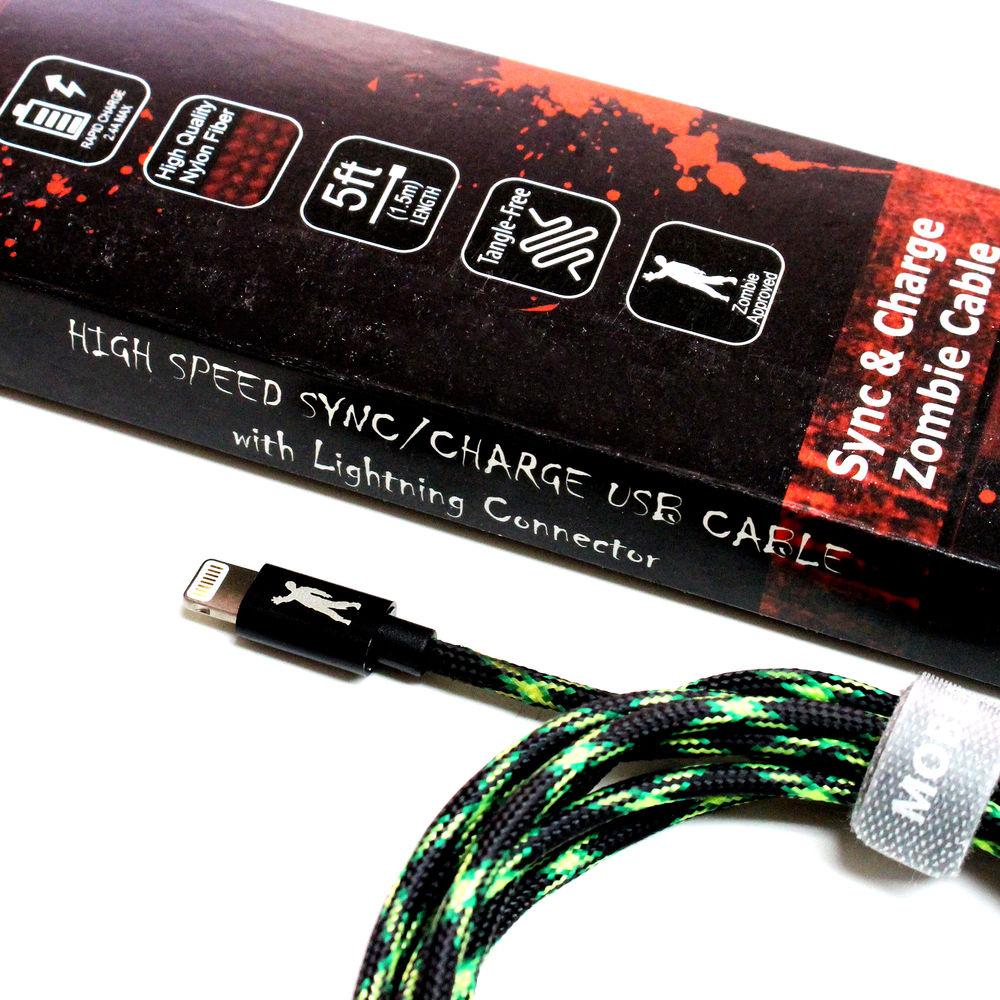 RAPID CHARGE
2.4A MAX
High Quality
Nylon Fiber
5ft
(1.5m)
LENGTH
Tangle-Free
Zombie
Approved
Sync & Charge
Zombie Cable
HIGH SPEED SYNC/CHARGE USB CABLE
with Lightning Connector